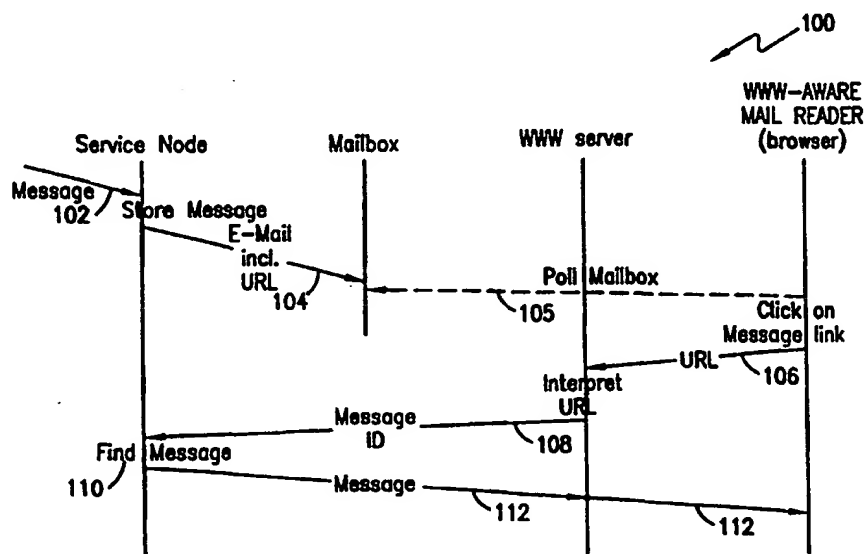 100
WWW-AWARE
MAIL READER
(browser)
Service Node
Mailbox
WWW server
Message
102
Store Message
E-Mail
incl.
URL
104
Poll Mailbox
105
Click on
Message link
URL
106
Interpret
URL
Message
ID
108
Find Message
110
Message
112
112